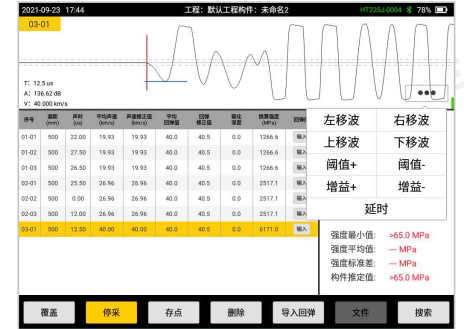 2021-09-23 17:44 工程：默认工程构件：未命名2 HT225J-0004 78%
03-01
T: 12.5 us
A: 136.62 dB
V: 40.000 km/s
序号 测距(mm) 声时(us) 平均声速(km/s) 声速修正值(km/s) 平均回弹值 回弹修正值 碳化深度 换算强度(MPa)
01-01 500 22.00 19.93 19.93 40.0 40.5 0.0 1266.6 输入
01-02 500 27.50 19.93 19.93 40.0 40.5 0.0 1266.6 输入
01-03 500 26.50 19.93 19.93 40.0 40.5 0.0 1266.6 输入
02-01 500 25.50 26.96 26.96 40.0 40.5 0.0 2517.1 输入
02-02 500 0.00 26.96 26.96 40.0 40.5 0.0 2517.1 输入
02-03 500 12.00 26.96 26.96 40.0 40.5 0.0 2517.1 输入
03-01 500 12.50 40.00 40.00 40.0 40.5 0.0 6171.0 输入
左移波 右移波
上移波 下移波
阈值+ 阈值-
增益+ 增益-
延时
强度最小值: >65.0 MPa
强度平均值: --- MPa
强度标准差: --- MPa
构件推定值: >65.0 MPa
覆盖 停采 存点 删除 导入回弹 文件 搜索